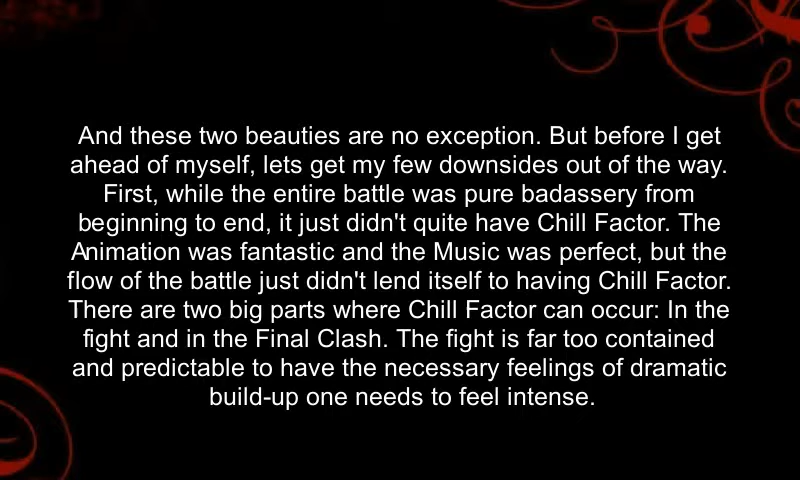 And these two beauties are no exception. But before I get
ahead of myself, lets get my few downsides out of the way.
First, while the entire battle was pure badassery from
beginning to end, it just didn't quite have Chill Factor. The
Animation was fantastic and the Music was perfect, but the
flow of the battle just didn't lend itself to having Chill Factor.
There are two big parts where Chill Factor can occur: In the
fight and in the Final Clash. The fight is far too contained
and predictable to have the necessary feelings of dramatic
build-up one needs to feel intense.